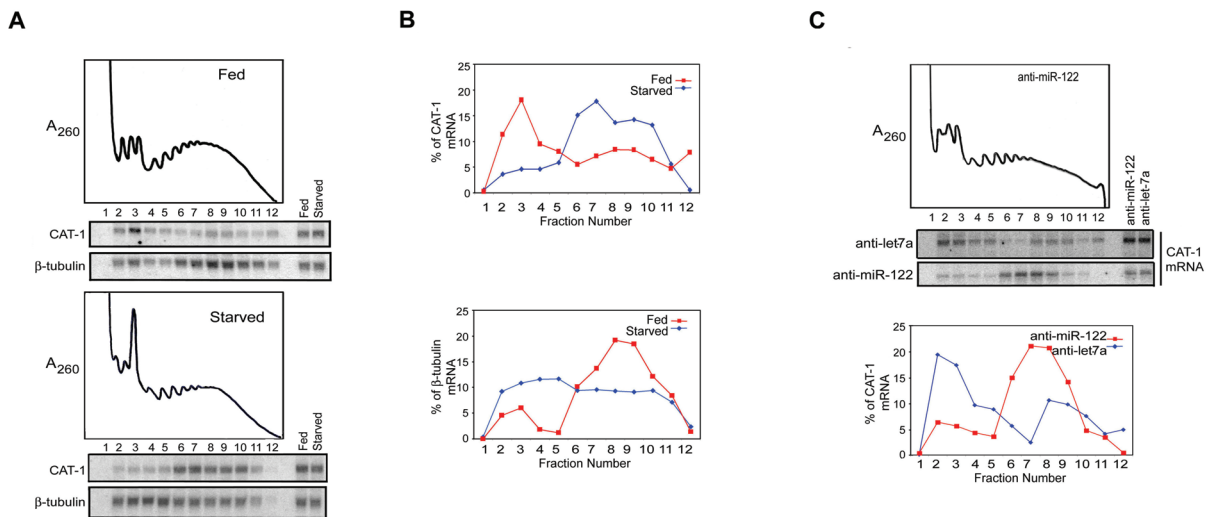 A
Fed
A260
1 2 3 4 5 6 7 8 9 10 11 12
Fed
Starved
CAT-1
β-tubulin
Starved
A260
1 2 3 4 5 6 7 8 9 10 11 12
Fed
Starved
CAT-1
β-tubulin
B
25
20
15
10
5
0
% of CAT-1
mRNA
Fed
Starved
1 2 3 4 5 6 7 8 9 10 11 12
Fraction Number
25
20
15
10
5
0
% of β-tubulin
mRNA
Fed
Starved
1 2 3 4 5 6 7 8 9 10 11 12
Fraction Number
C
anti-miR-122
A260
1 2 3 4 5 6 7 8 9 10 11 12
anti-miR-122
anti-let-7a
anti-let7a
anti-miR-122
CAT-1
mRNA
25
20
15
10
5
0
% of CAT-1
mRNA
anti-miR-122
anti-let7a
1 2 3 4 5 6 7 8 9 10 11 12
Fraction Number